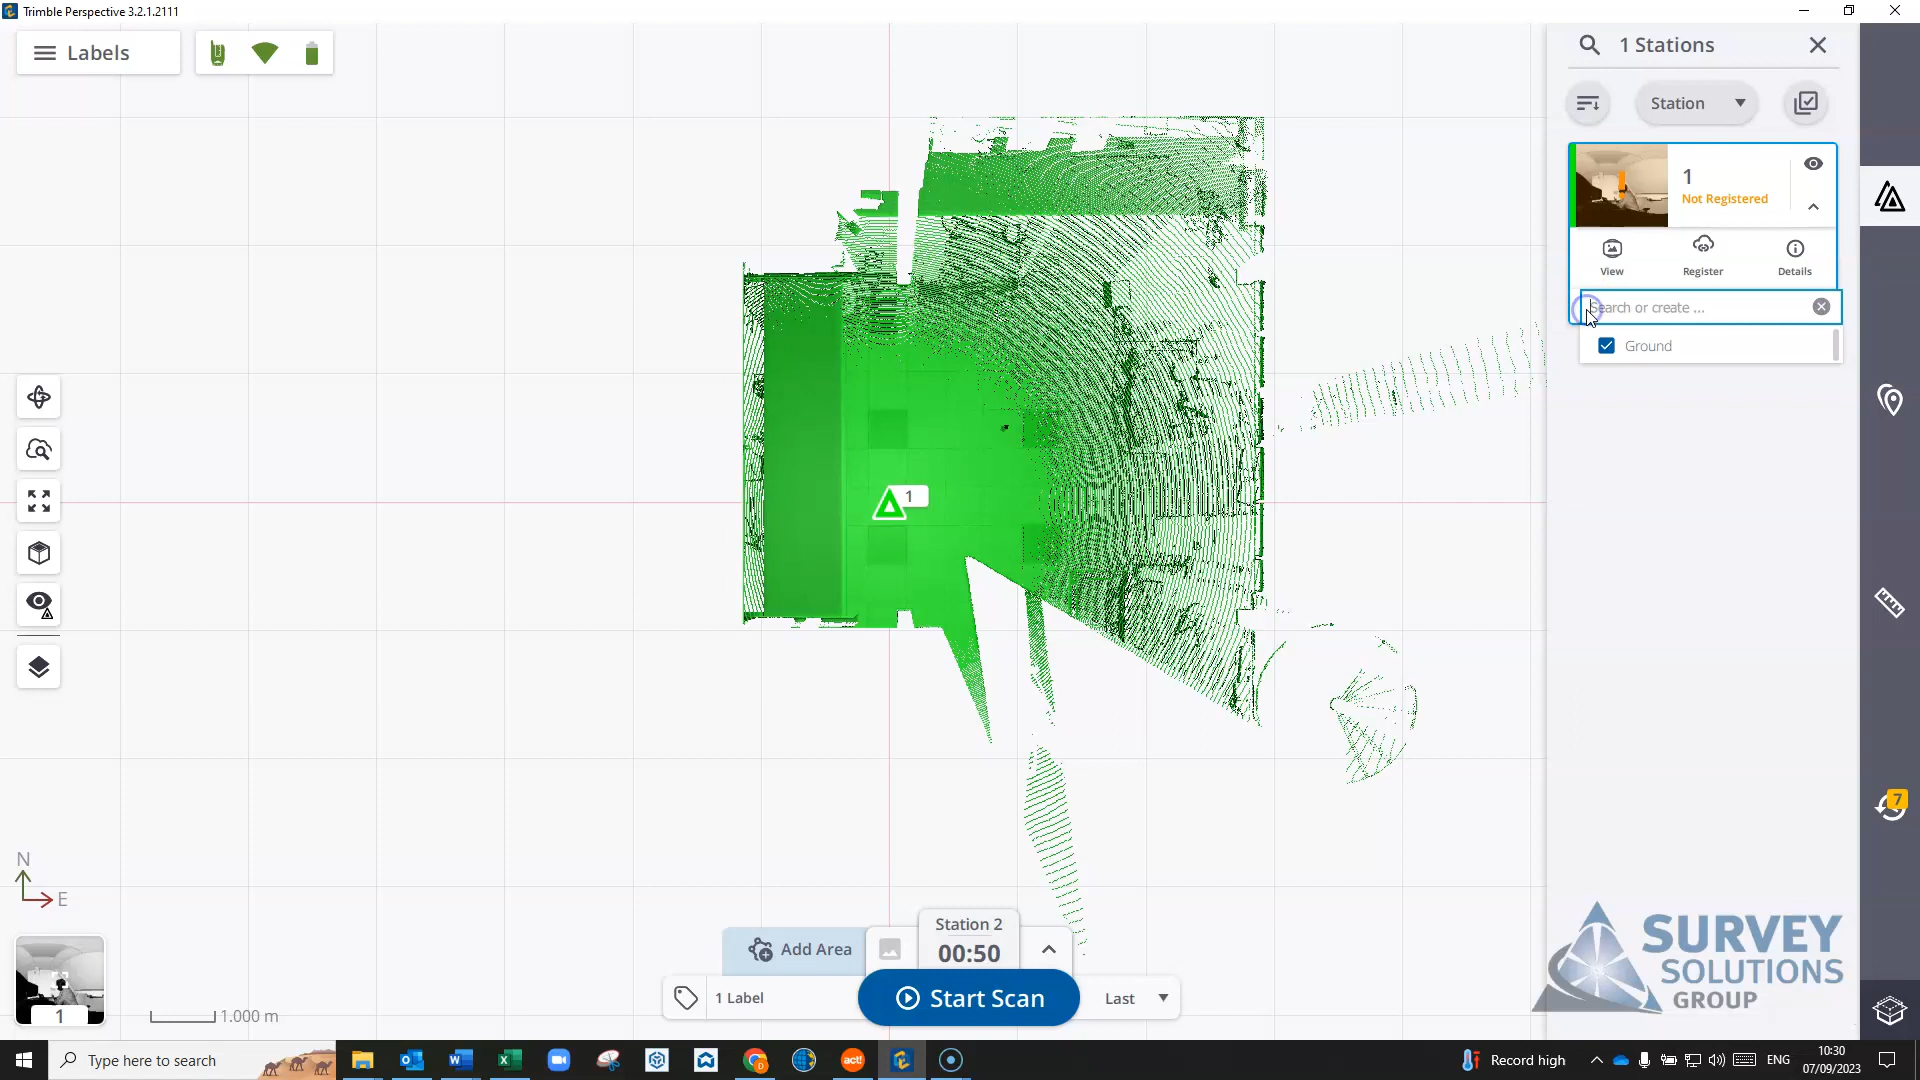 Trimble Perspective 3.2.1.2111
Labels
1 Stations
Station
1
Not Registered
View
Register
Details
Search or create ...
Ground
1
7
N
E
1
1.000 m
Station 2
00:50
Add Area
1 Label
Start Scan
Last
SURVEY
SOLUTIONS
GROUP
Type here to search
act!
Record high
ENG
10:30
07/09/2023